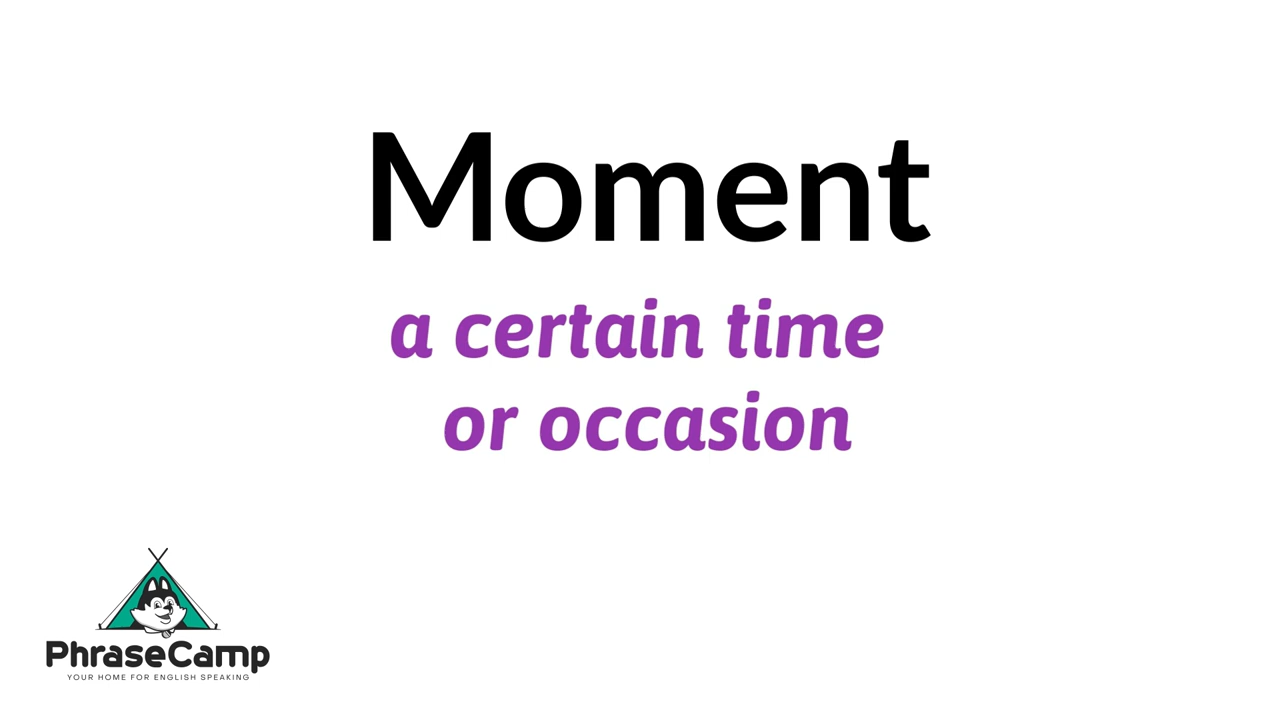 Moment
a certain time
or occasion
PhraseCamp
YOUR HOME FOR ENGLISH SPEAKING